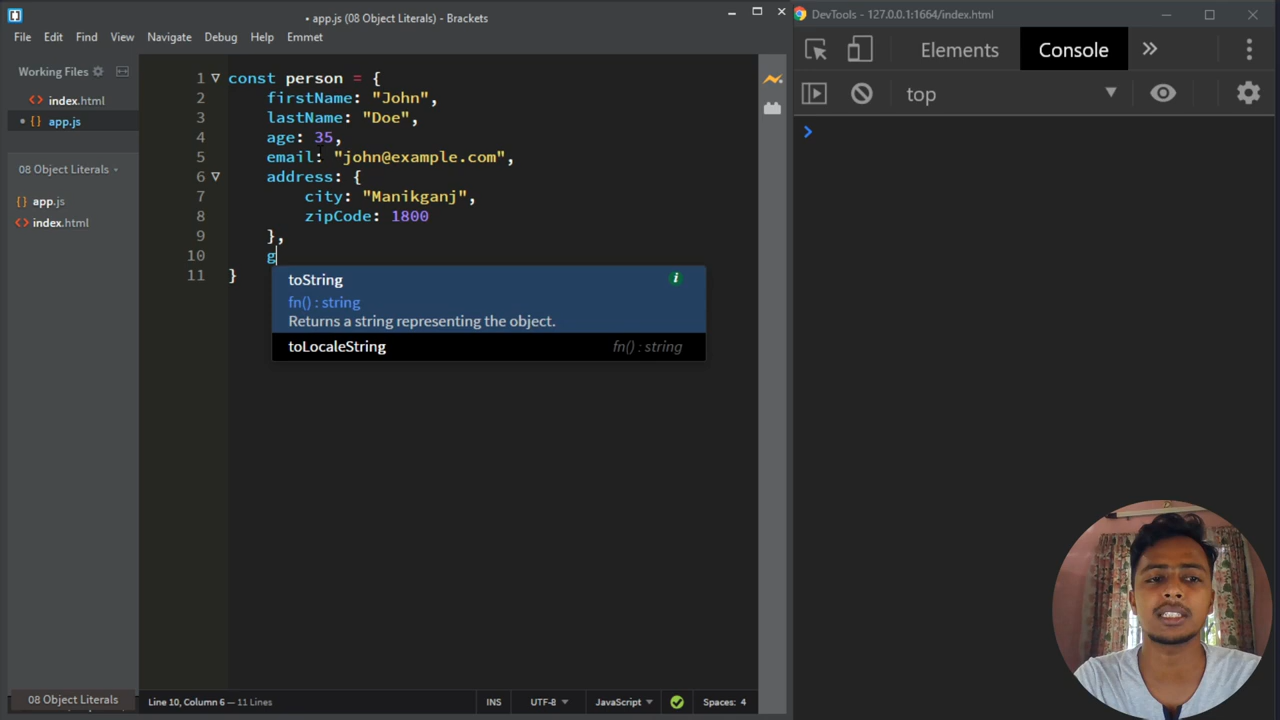 • app.js (08 Object Literals) - Brackets
File Edit Find View Navigate Debug Help Emmet
Working Files
index.html
• app.js
08 Object Literals
app.js
index.html
1 const person = {
2 firstName: "John",
3 lastName: "Doe",
4 age: 35,
5 email: "john@example.com",
6 address: {
7 city: "Manikganj",
8 zipCode: 1800
9 },
10 g
11 }
toString
fn() : string
Returns a string representing the object.
toLocaleString fn() : string
08 Object Literals
Line 10, Column 6 — 11 Lines
INS UTF-8 JavaScript Spaces: 4
DevTools - 127.0.0.1:1664/index.html
Elements Console »
top